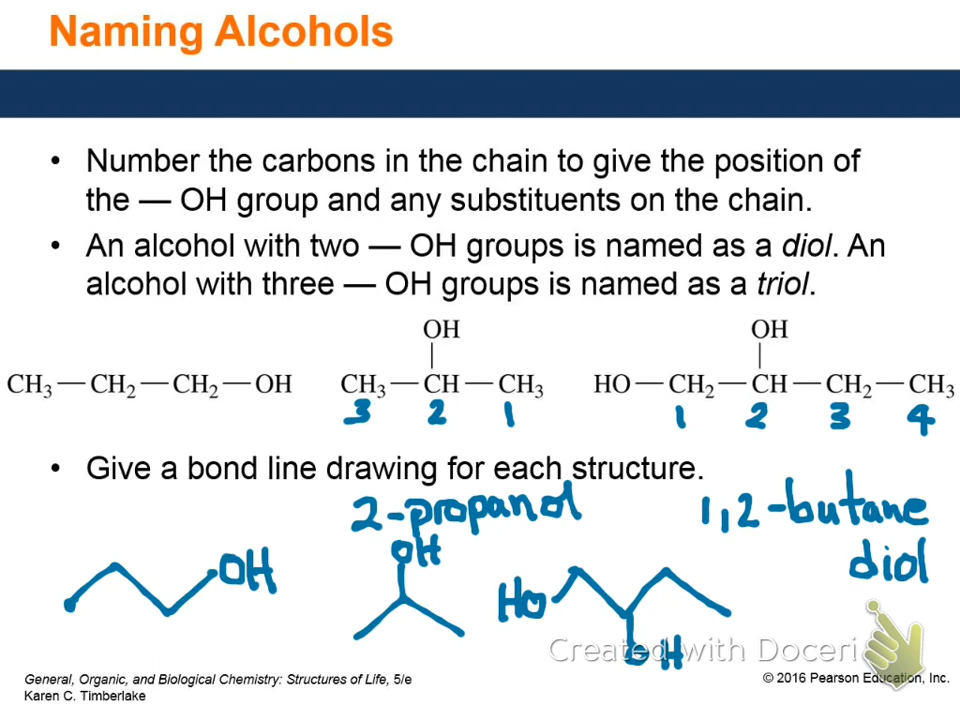 Naming Alcohols
• Number the carbons in the chain to give the position of
the — OH group and any substituents on the chain.
• An alcohol with two — OH groups is named as a diol. An
alcohol with three — OH groups is named as a triol.
OH OH
CH₃—CH₂—CH₂—OH CH₃—CH—CH₃ HO—CH₂—CH—CH₂—CH₃
3 2 1 1 2 3 4
• Give a bond line drawing for each structure.
2-propanol 1,2-butane
diol
OH
OH
HO
OH
Created with Doceri
General, Organic, and Biological Chemistry: Structures of Life, 5/e
Karen C. Timberlake
© 2016 Pearson Education, Inc.